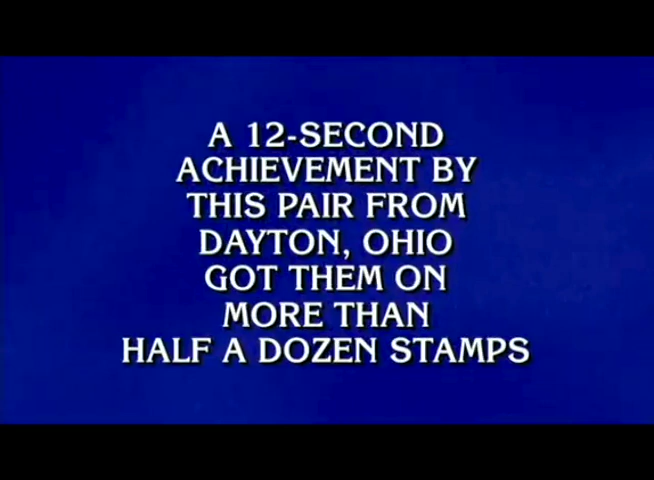 A 12-SECOND
ACHIEVEMENT BY
THIS PAIR FROM
DAYTON, OHIO
GOT THEM ON
MORE THAN
HALF A DOZEN STAMPS